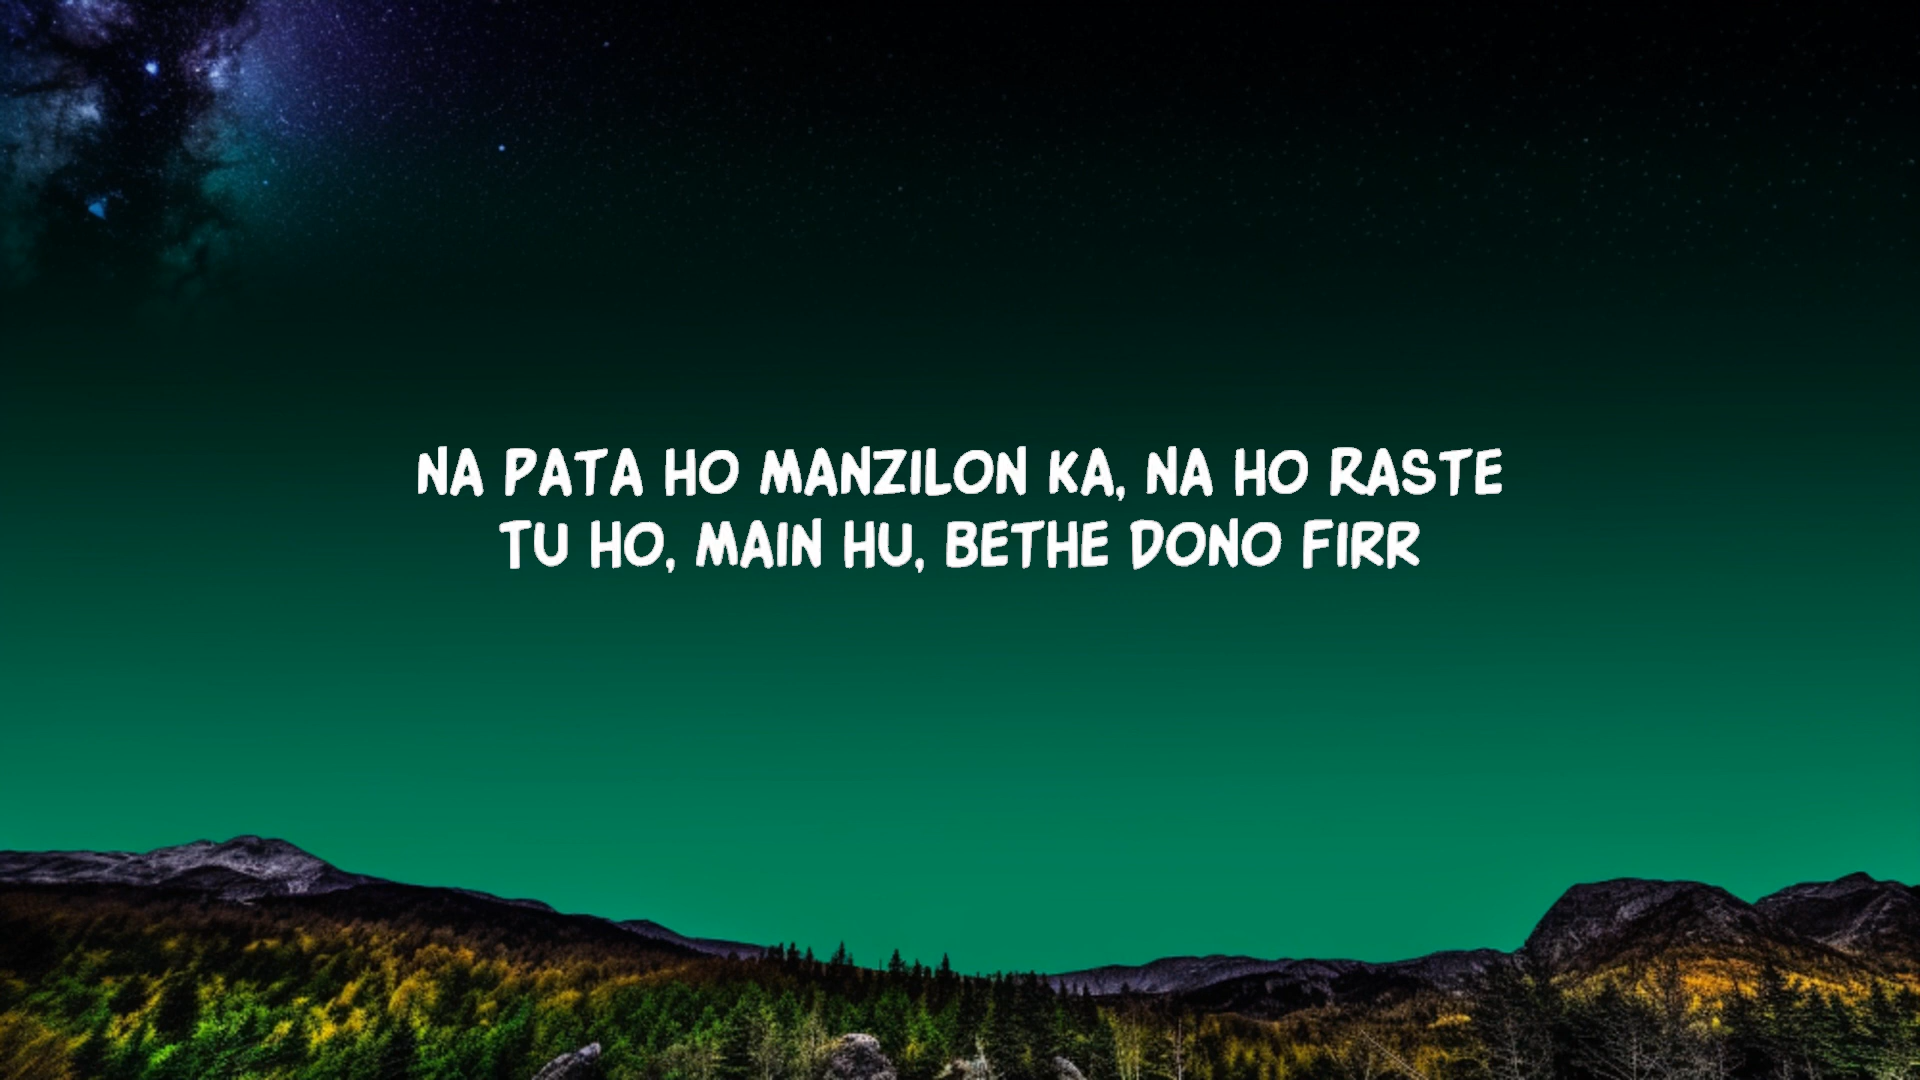 NA PATA HO MANZILON KA, NA HO RASTE
TU HO, MAIN HU, BETHE DONO FIRR